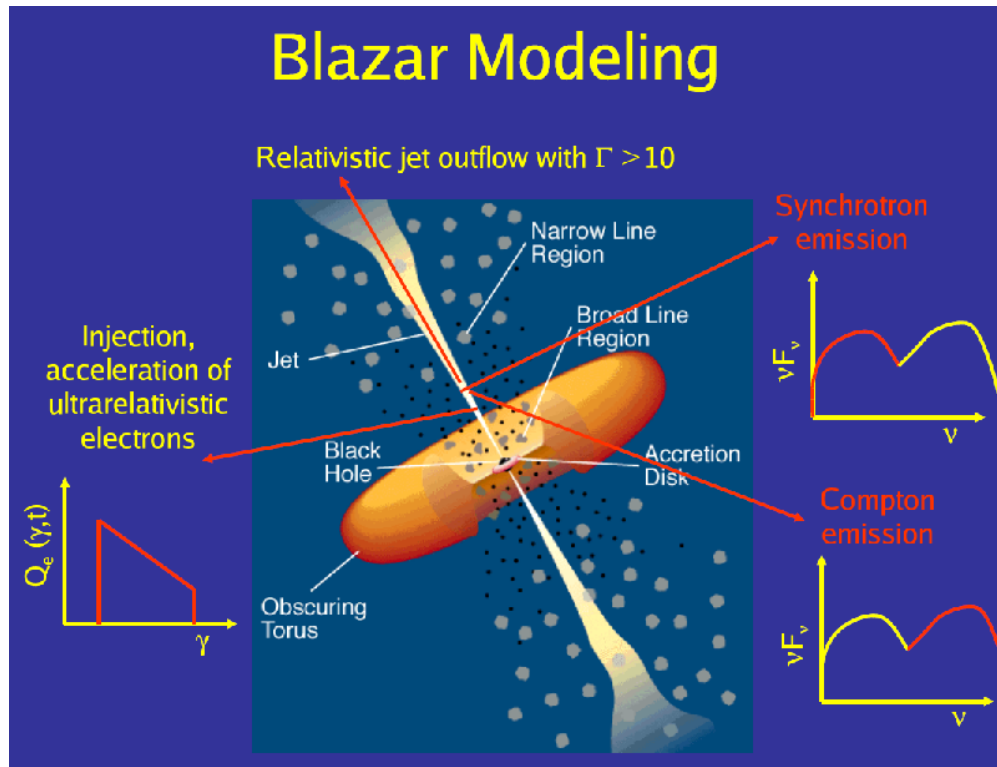 Blazar Modeling
Relativistic jet outflow with Γ >10
Synchrotron
emission
νFν
ν
Narrow Line
Region
Broad Line
Region
Jet
Injection,
acceleration of
ultrarelativistic
electrons
Black
Hole
Accretion
Disk
Obscuring
Torus
Qe (γ,t)
γ
Compton
emission
νFν
ν